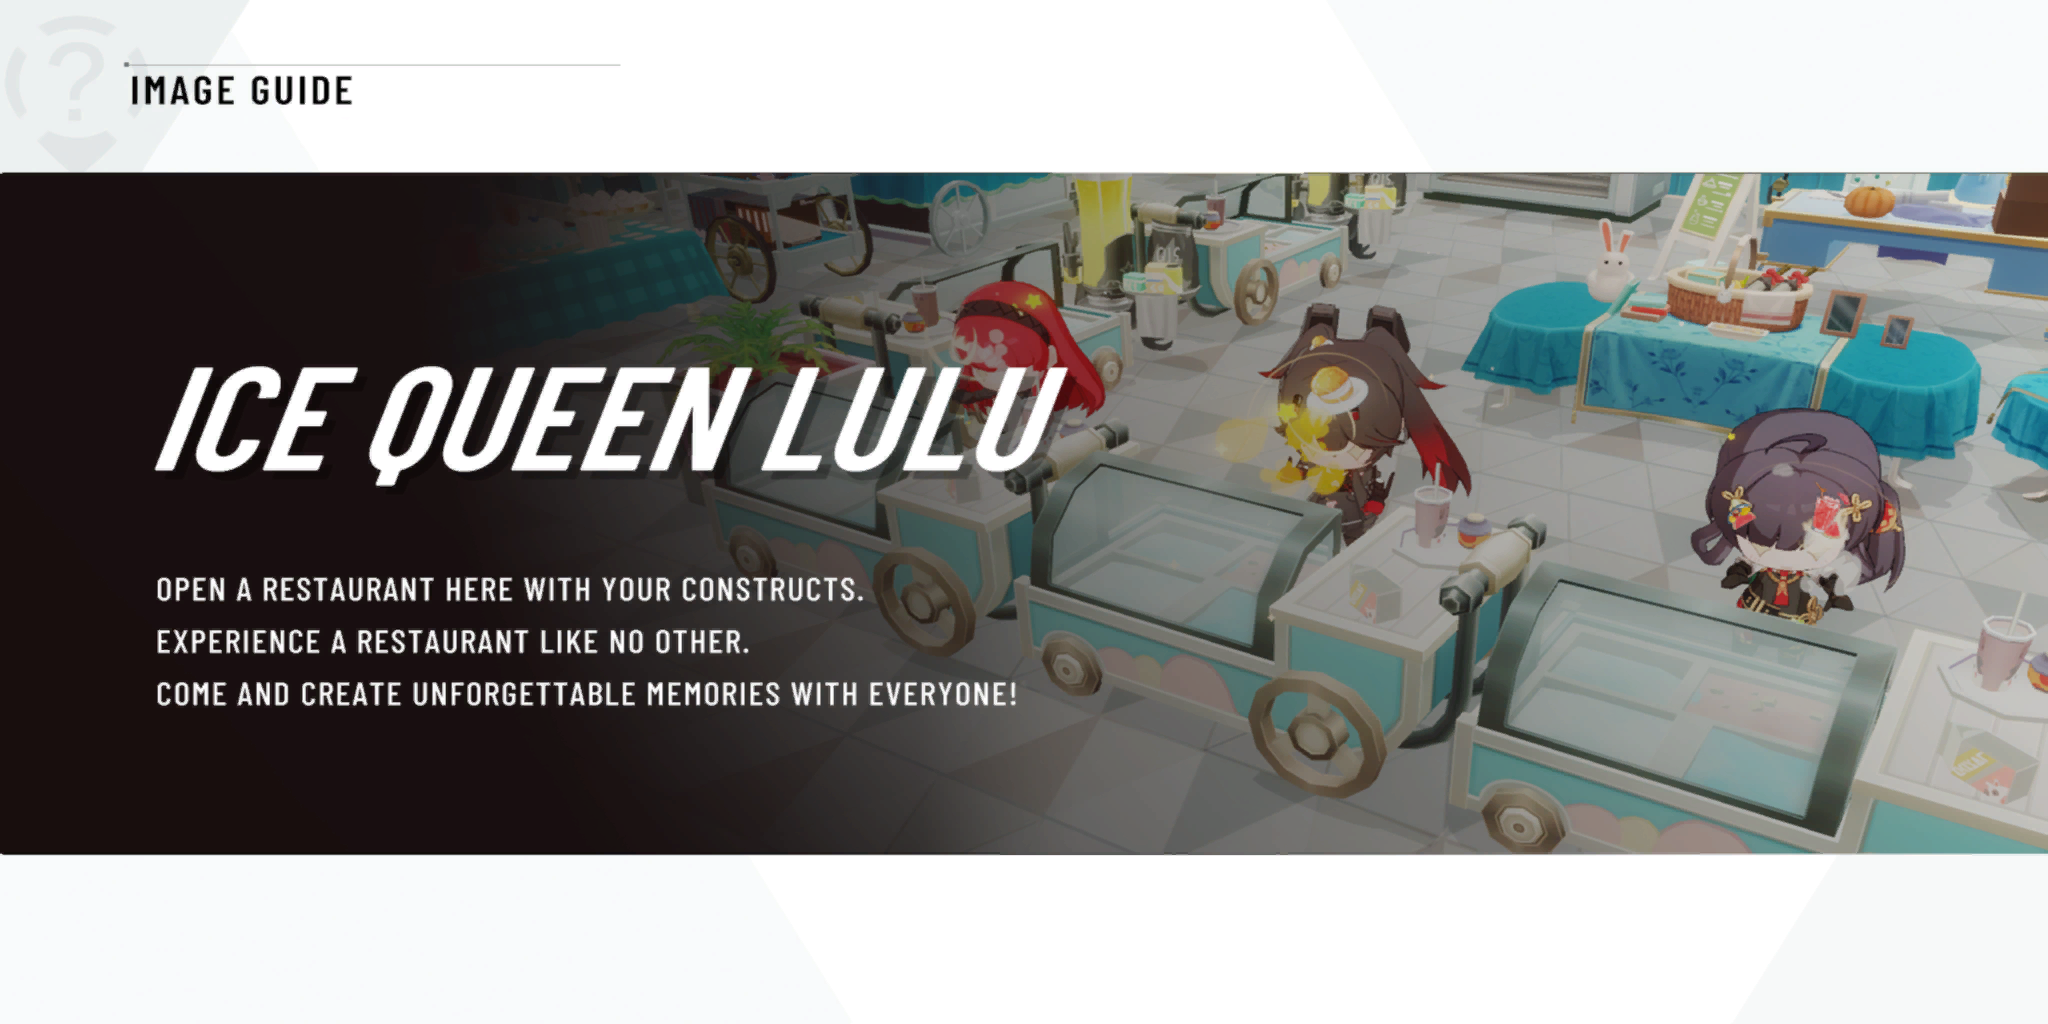 IMAGE GUIDE
ICE QUEEN LULU
OPEN A RESTAURANT HERE WITH YOUR CONSTRUCTS.
EXPERIENCE A RESTAURANT LIKE NO OTHER.
COME AND CREATE UNFORGETTABLE MEMORIES WITH EVERYONE!